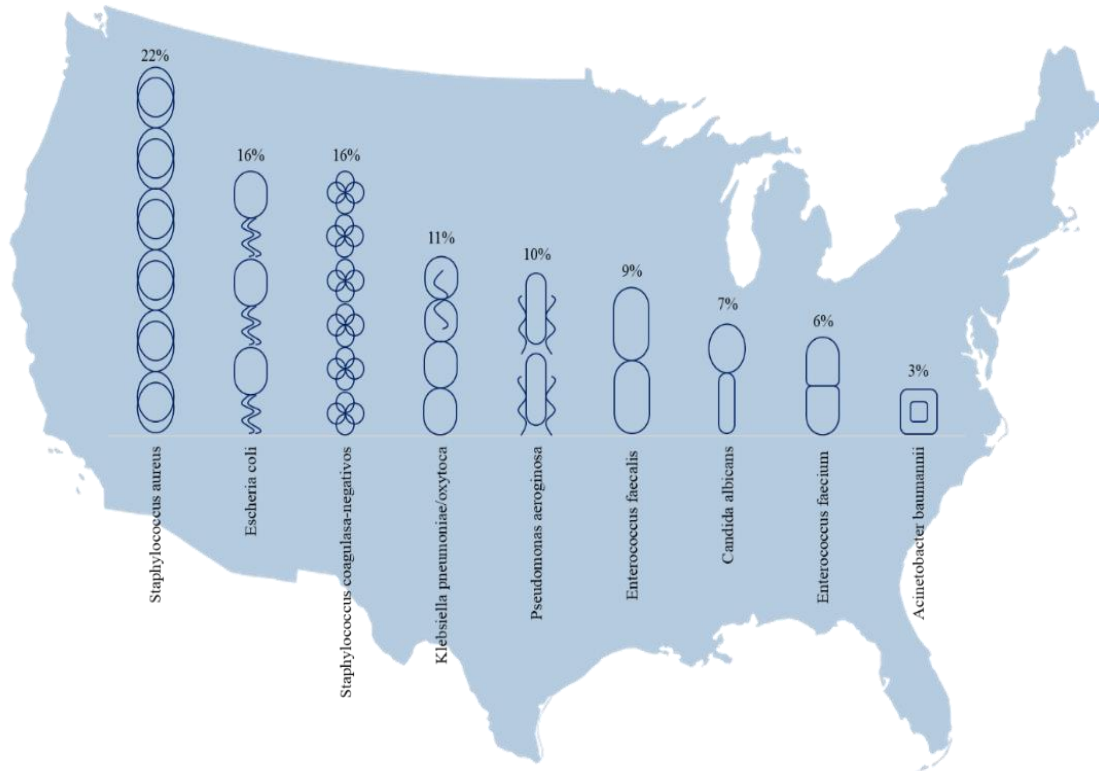 22%
16%
16%
11%
10%
9%
7%
6%
3%
Staphylococcus aureus
Escheria coli
Staphylococcus coagulasa-negativos
Klebsiella pneumoniae/oxytoca
Pseudomonas aeroginosa
Enterococcus faecalis
Candida albicans
Enterococcus faecium
Acinetobacter baumannii